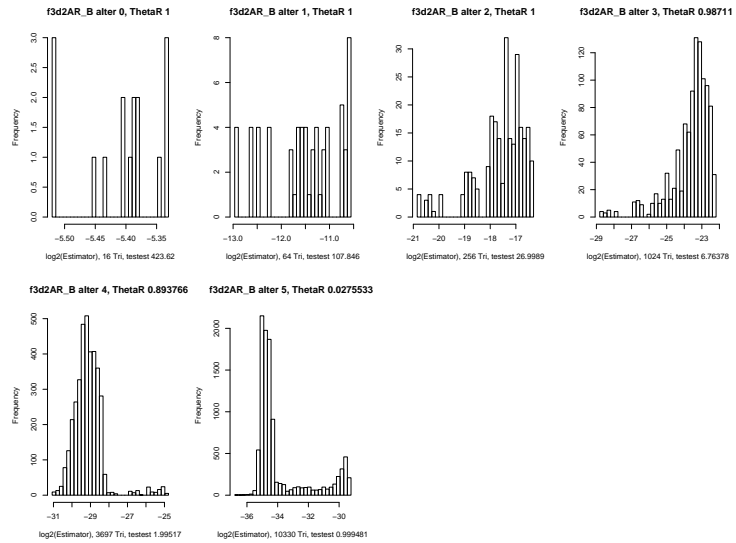 f3d2AR_B alter 0, ThetaR 1
Frequency
0.0 0.5 1.0 1.5 2.0 2.5 3.0
−5.50 −5.45 −5.40 −5.35
log2(Estimator), 16 Tri, testest 423.62
f3d2AR_B alter 1, ThetaR 1
Frequency
0 2 4 6 8
−13.0 −12.0 −11.0
log2(Estimator), 64 Tri, testest 107.846
f3d2AR_B alter 2, ThetaR 1
Frequency
0 5 10 15 20 25 30
−21 −20 −19 −18 −17
log2(Estimator), 256 Tri, testest 26.9989
f3d2AR_B alter 3, ThetaR 0.98711
Frequency
0 20 40 60 80 100 120
−29 −27 −25 −23
log2(Estimator), 1024 Tri, testest 6.76378
f3d2AR_B alter 4, ThetaR 0.893766
Frequency
0 100 200 300 400 500
−31 −29 −27 −25
log2(Estimator), 3697 Tri, testest 1.99517
f3d2AR_B alter 5, ThetaR 0.0275533
Frequency
0 500 1000 1500 2000
−36 −34 −32 −30
log2(Estimator), 10330 Tri, testest 0.999481